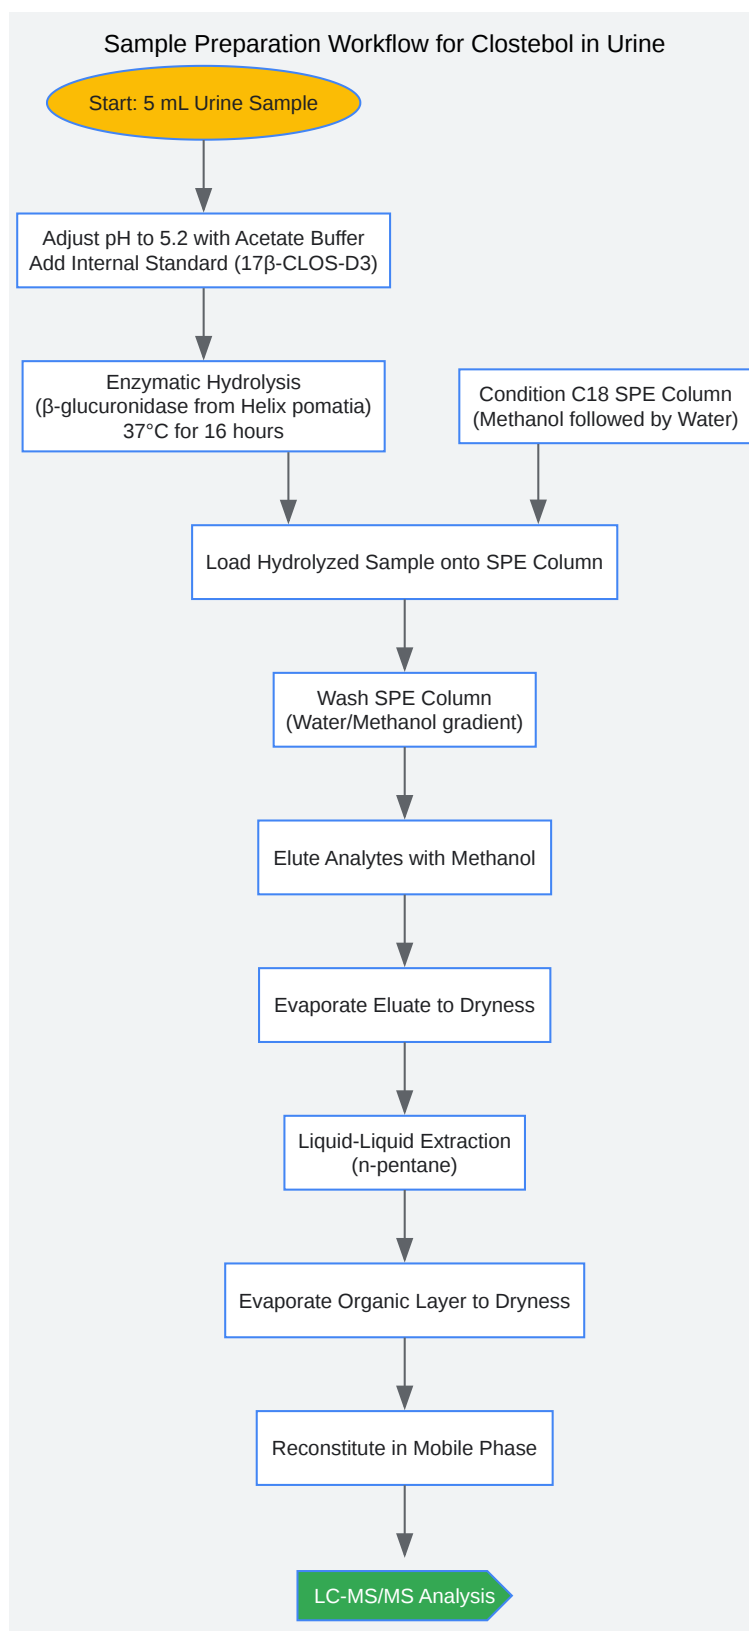 Sample Preparation Workflow for Clostebol in Urine
Start: 5 mL Urine Sample
Adjust pH to 5.2 with Acetate Buffer
Add Internal Standard (17β-CLOS-D3)
Enzymatic Hydrolysis
(β-glucuronidase from Helix pomatia)
37°C for 16 hours
Condition C18 SPE Column
(Methanol followed by Water)
Load Hydrolyzed Sample onto SPE Column
Wash SPE Column
(Water/Methanol gradient)
Elute Analytes with Methanol
Evaporate Eluate to Dryness
Liquid-Liquid Extraction
(n-pentane)
Evaporate Organic Layer to Dryness
Reconstitute in Mobile Phase
LC-MS/MS Analysis